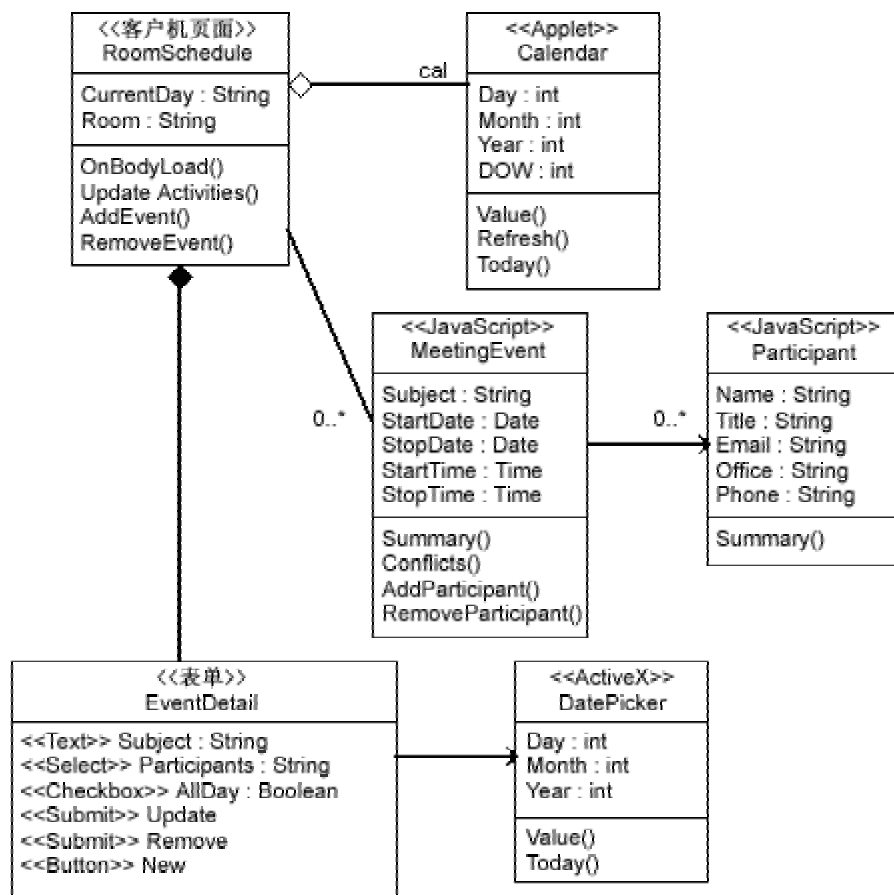 <<客户机页面>>
RoomSchedule
CurrentDay : String
Room : String
OnBodyLoad()
Update Activities()
AddEvent()
RemoveEvent()
cal
<<Applet>>
Calendar
Day : int
Month : int
Year : int
DOW : int
Value()
Refresh()
Today()
0..*
<<JavaScript>>
MeetingEvent
Subject : String
StartDate : Date
StopDate : Date
StartTime : Time
StopTime : Time
Summary()
Conflicts()
AddParticipant()
RemoveParticipant()
0..*
<<JavaScript>>
Participant
Name : String
Title : String
Email : String
Office : String
Phone : String
Summary()
<<表单>>
EventDetail
<<Text>> Subject : String
<<Select>> Participants : String
<<Checkbox>> AllDay : Boolean
<<Submit>> Update
<<Submit>> Remove
<<Button>> New
<<ActiveX>>
DatePicker
Day : int
Month : int
Year : int
Value()
Today()